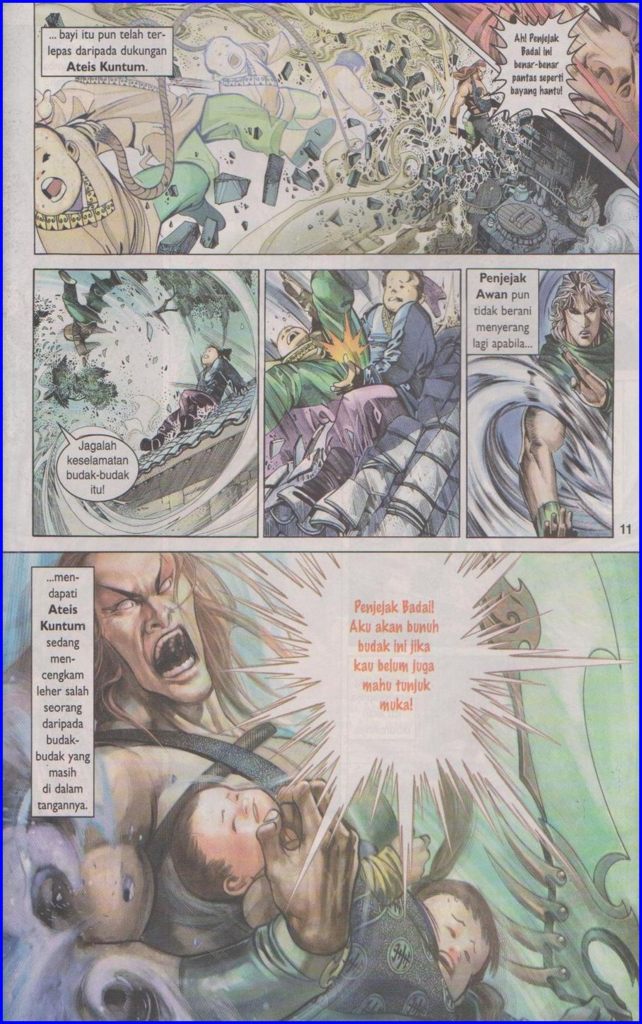 ... bayi itu pun telah ter-
lepas daripada dukungan
Ateis Kuntum.
Ah! Penjejak
Badai ini
benar-benar
pantas seperti
bayang hantu!
Jagalah
keselamatan
budak-budak
itu!
Penjejak
Awan pun
tidak berani
menyerang
lagi apabila...
11
...men-
dapati
Ateis
Kuntum
sedang
men-
cengkam
leher salah
seorang
daripada
budak-
budak yang
masih
di dalam
tangannya.
Penjejak Badai!
Aku akan bunuh
budak ini jika
kau belum juga
mahu tunjuk
muka!